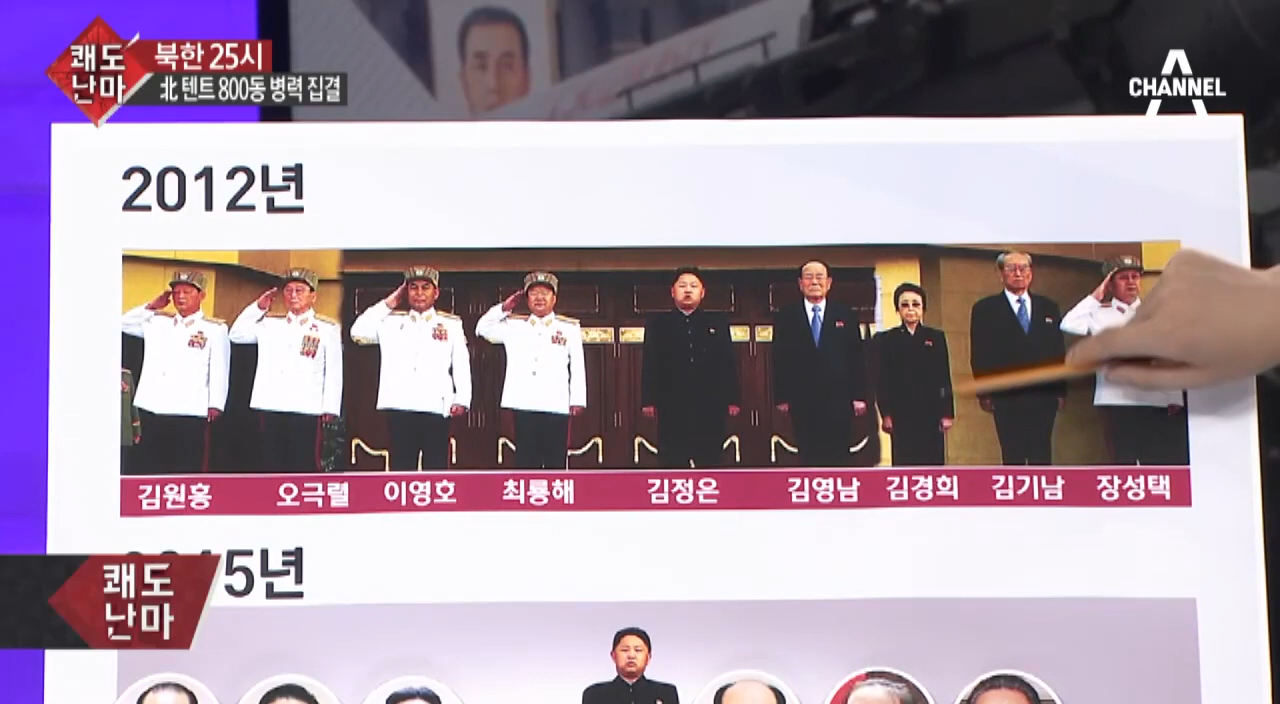 쾌도
난마
북한 25시
北 텐트 800동 병력 집결
A
CHANNEL
2012년
김원홍 오극렬 이영호 최룡해 김정은 김영남 김경희 김기남 장성택
5년
쾌도
난마